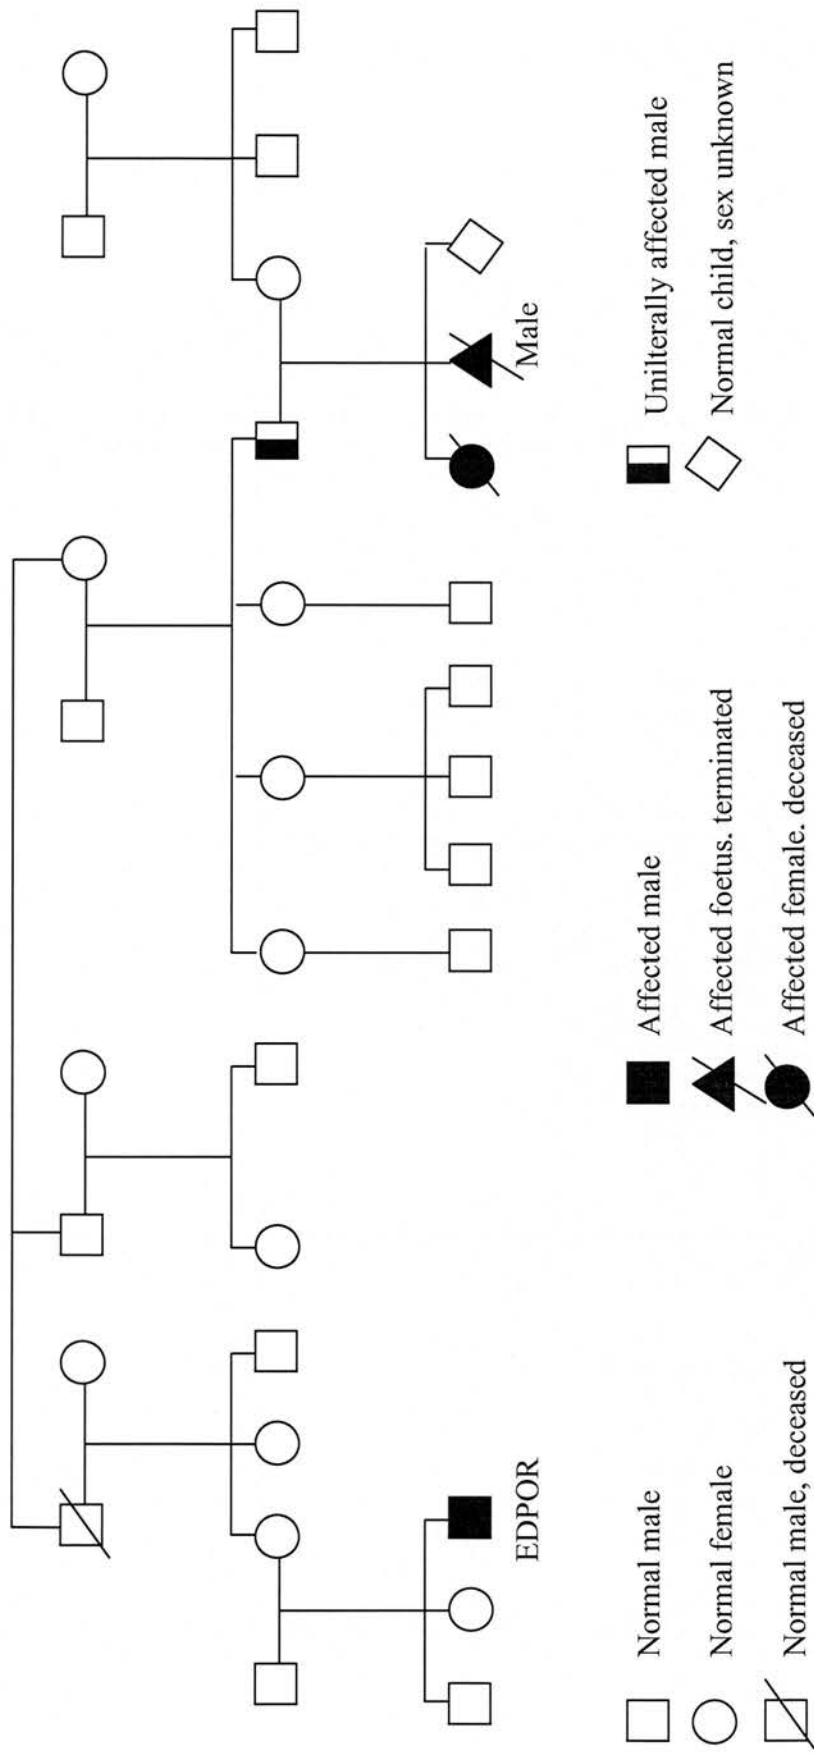 Male
EDPOR
Normal male
Normal female
Normal male, deceased
Affected male
Affected foetus. terminated
Affected female. deceased
Unilterally affected male
Normal child, sex unknown